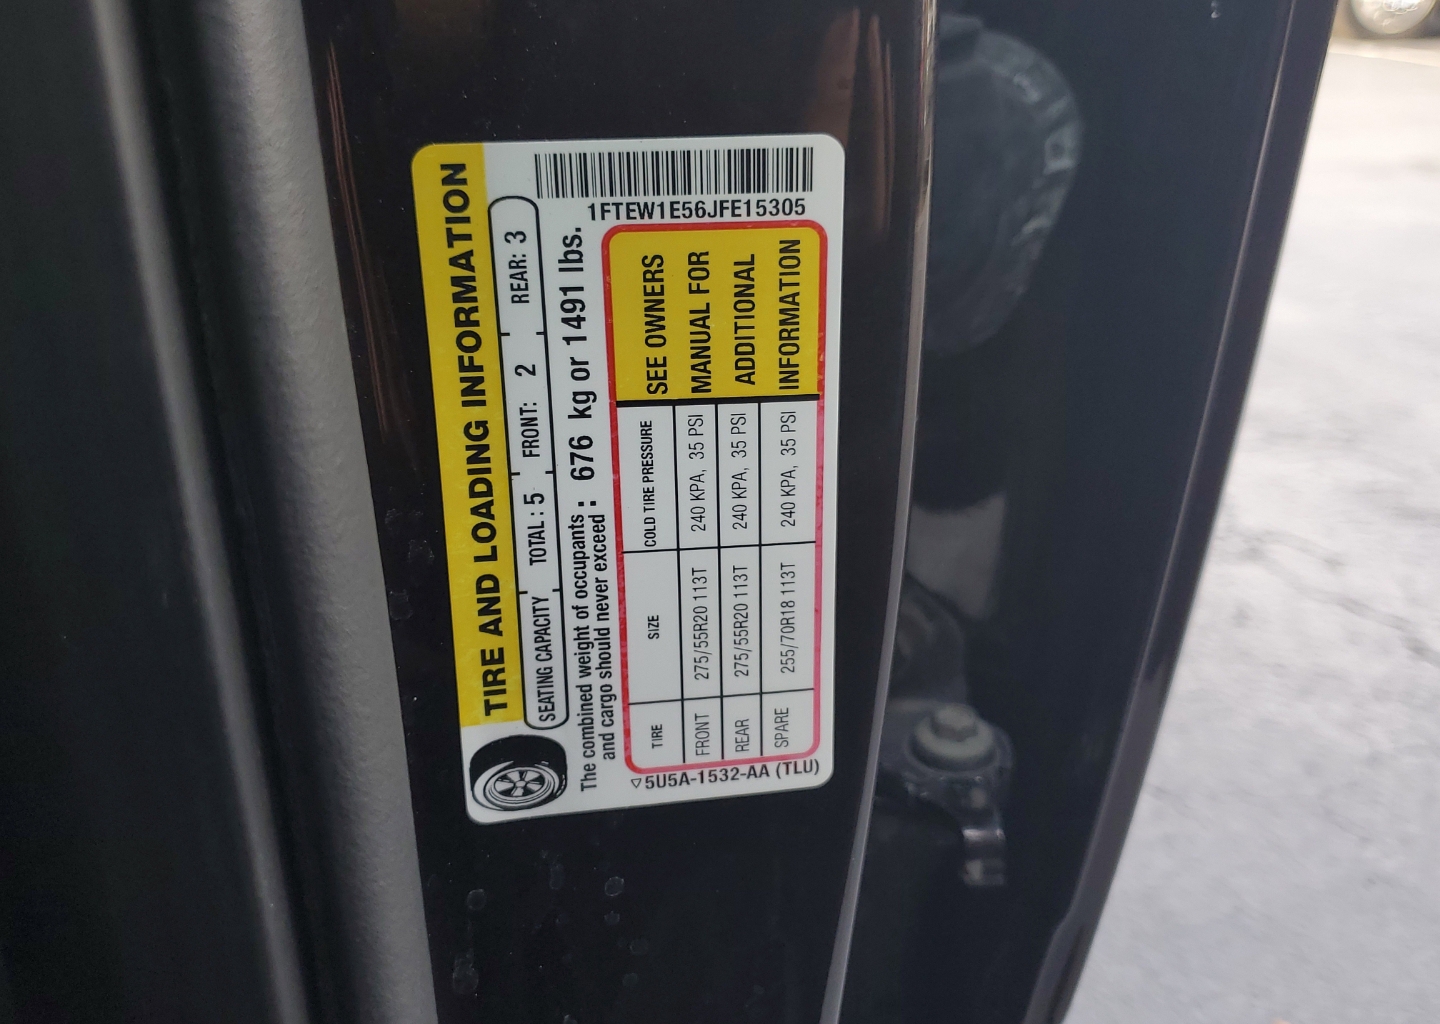 TIRE AND LOADING INFORMATION
SEATING CAPACITY TOTAL : 5 FRONT: 2 REAR: 3
The combined weight of occupants
and cargo should never exceed : 676 kg or 1491 lbs.
TIRE SIZE COLD TIRE PRESSURE
FRONT 275/55R20 113T 240 KPA, 35 PSI
REAR 275/55R20 113T 240 KPA, 35 PSI
SPARE 255/70R18 113T 240 KPA, 35 PSI
SEE OWNERS
MANUAL FOR
ADDITIONAL
INFORMATION
5U5A-1532-AA (TLU)
1FTEW1E56JFE15305